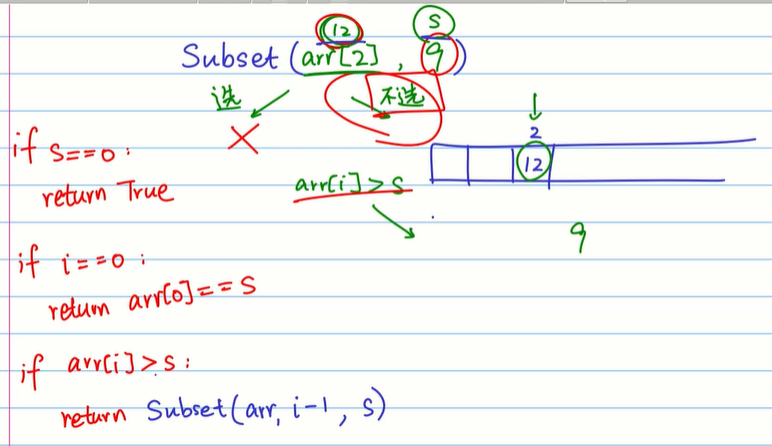 12 S
Subset(arr[2], 9)
选 不选
if s==0:
return True
2
12
arr[i]>s
9
if i==0:
return arr[0]==s
if arr[i]>s:
return Subset(arr, i-1, s)